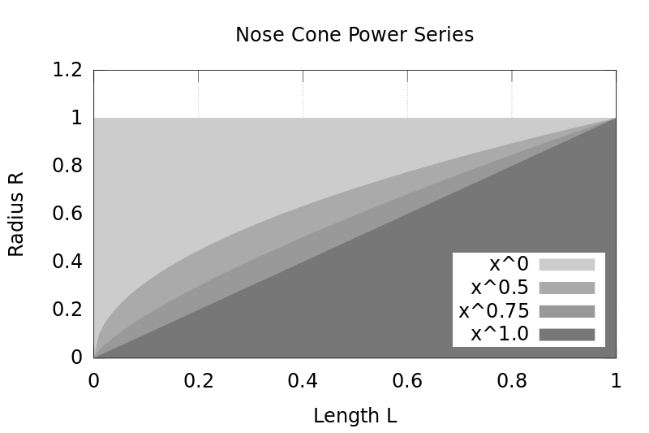 Nose Cone Power Series
1.2
1
0.8
0.6
0.4
0.2
0
Radius R
x^0
x^0.5
x^0.75
x^1.0
0 0.2 0.4 0.6 0.8 1
Length L